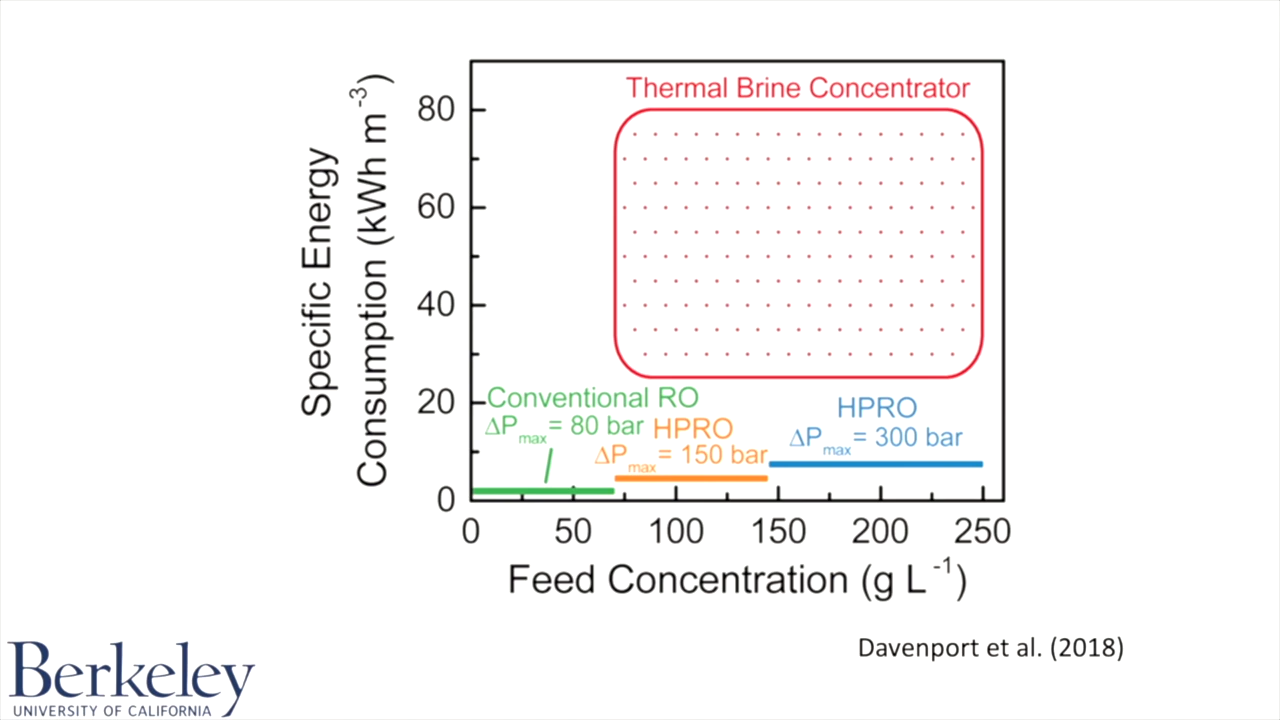 Thermal Brine Concentrator
Specific Energy
Consumption (kWh m⁻³)
80
60
40
20
0
Conventional RO
ΔPmax= 80 bar
HPRO
ΔPmax= 150 bar
HPRO
ΔPmax= 300 bar
0 50 100 150 200 250
Feed Concentration (g L⁻¹)
Davenport et al. (2018)
Berkeley
UNIVERSITY OF CALIFORNIA